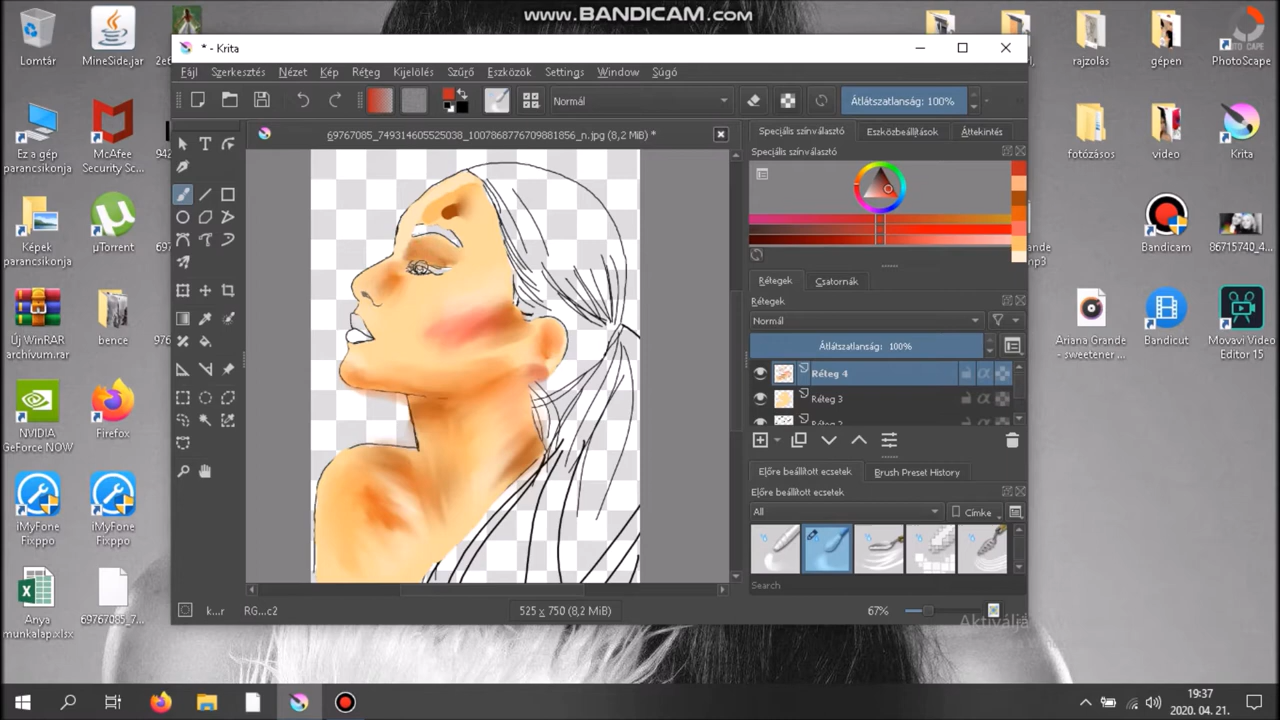 www.BANDICAM.com
* - Krita
Fájl Szerkesztés Nézet Kép Réteg Kijelölés Szűrő Eszközök Settings Window Súgó
Normál
Átlátszatlanság: 100%
69767085_749314605525038_1007868776709881856_n.jpg (8,2 MiB) *
Speciális színválasztó
Eszközbeállítások
Áttekintés
Speciális színválasztó
Rétegek
Csatornák
Rétegek
Normál
Átlátszatlanság: 100%
Réteg 4
Réteg 3
Előre beállított ecsetek
Brush Preset History
Előre beállított ecsetek
All
Címke
Search
k...r
RG...c2
525 x 750 (8,2 MiB)
67%
Lomtár
MineSide.jar
Ez a gép parancsikonja
McAfee Security Sc...
Képek parancsikonja
µTorrent
Új WinRAR archívum.rar
bence
NVIDIA GeForce NOW
Firefox
iMyFone Fixppo
iMyFone Fixppo
Anya munkalap.xlsx
69767085_7...
rajzolás
gépen
PhotoScape
fotózásos
video
Krita
Bandicam
86715740_4...
Ariana Grande - sweetener ...
Bandicut
Movavi Video Editor 15
19:37
2020. 04. 21.